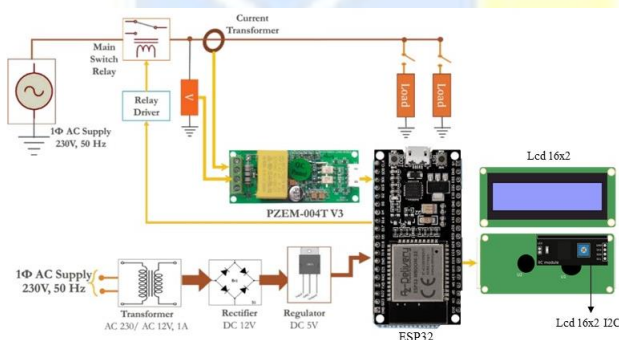 Current
Transformer
Main
Switch
Relay
Relay
Driver
V
Load
Load
1Φ AC Supply
230V, 50 Hz
PZEM-004T V3
Lcd 16x2
1Φ AC Supply
230V, 50 Hz
Transformer
AC 230/ AC 12V, 1A
Rectifier
DC 12V
Regulator
DC 5V
ESP32
Lcd 16x2 I2C